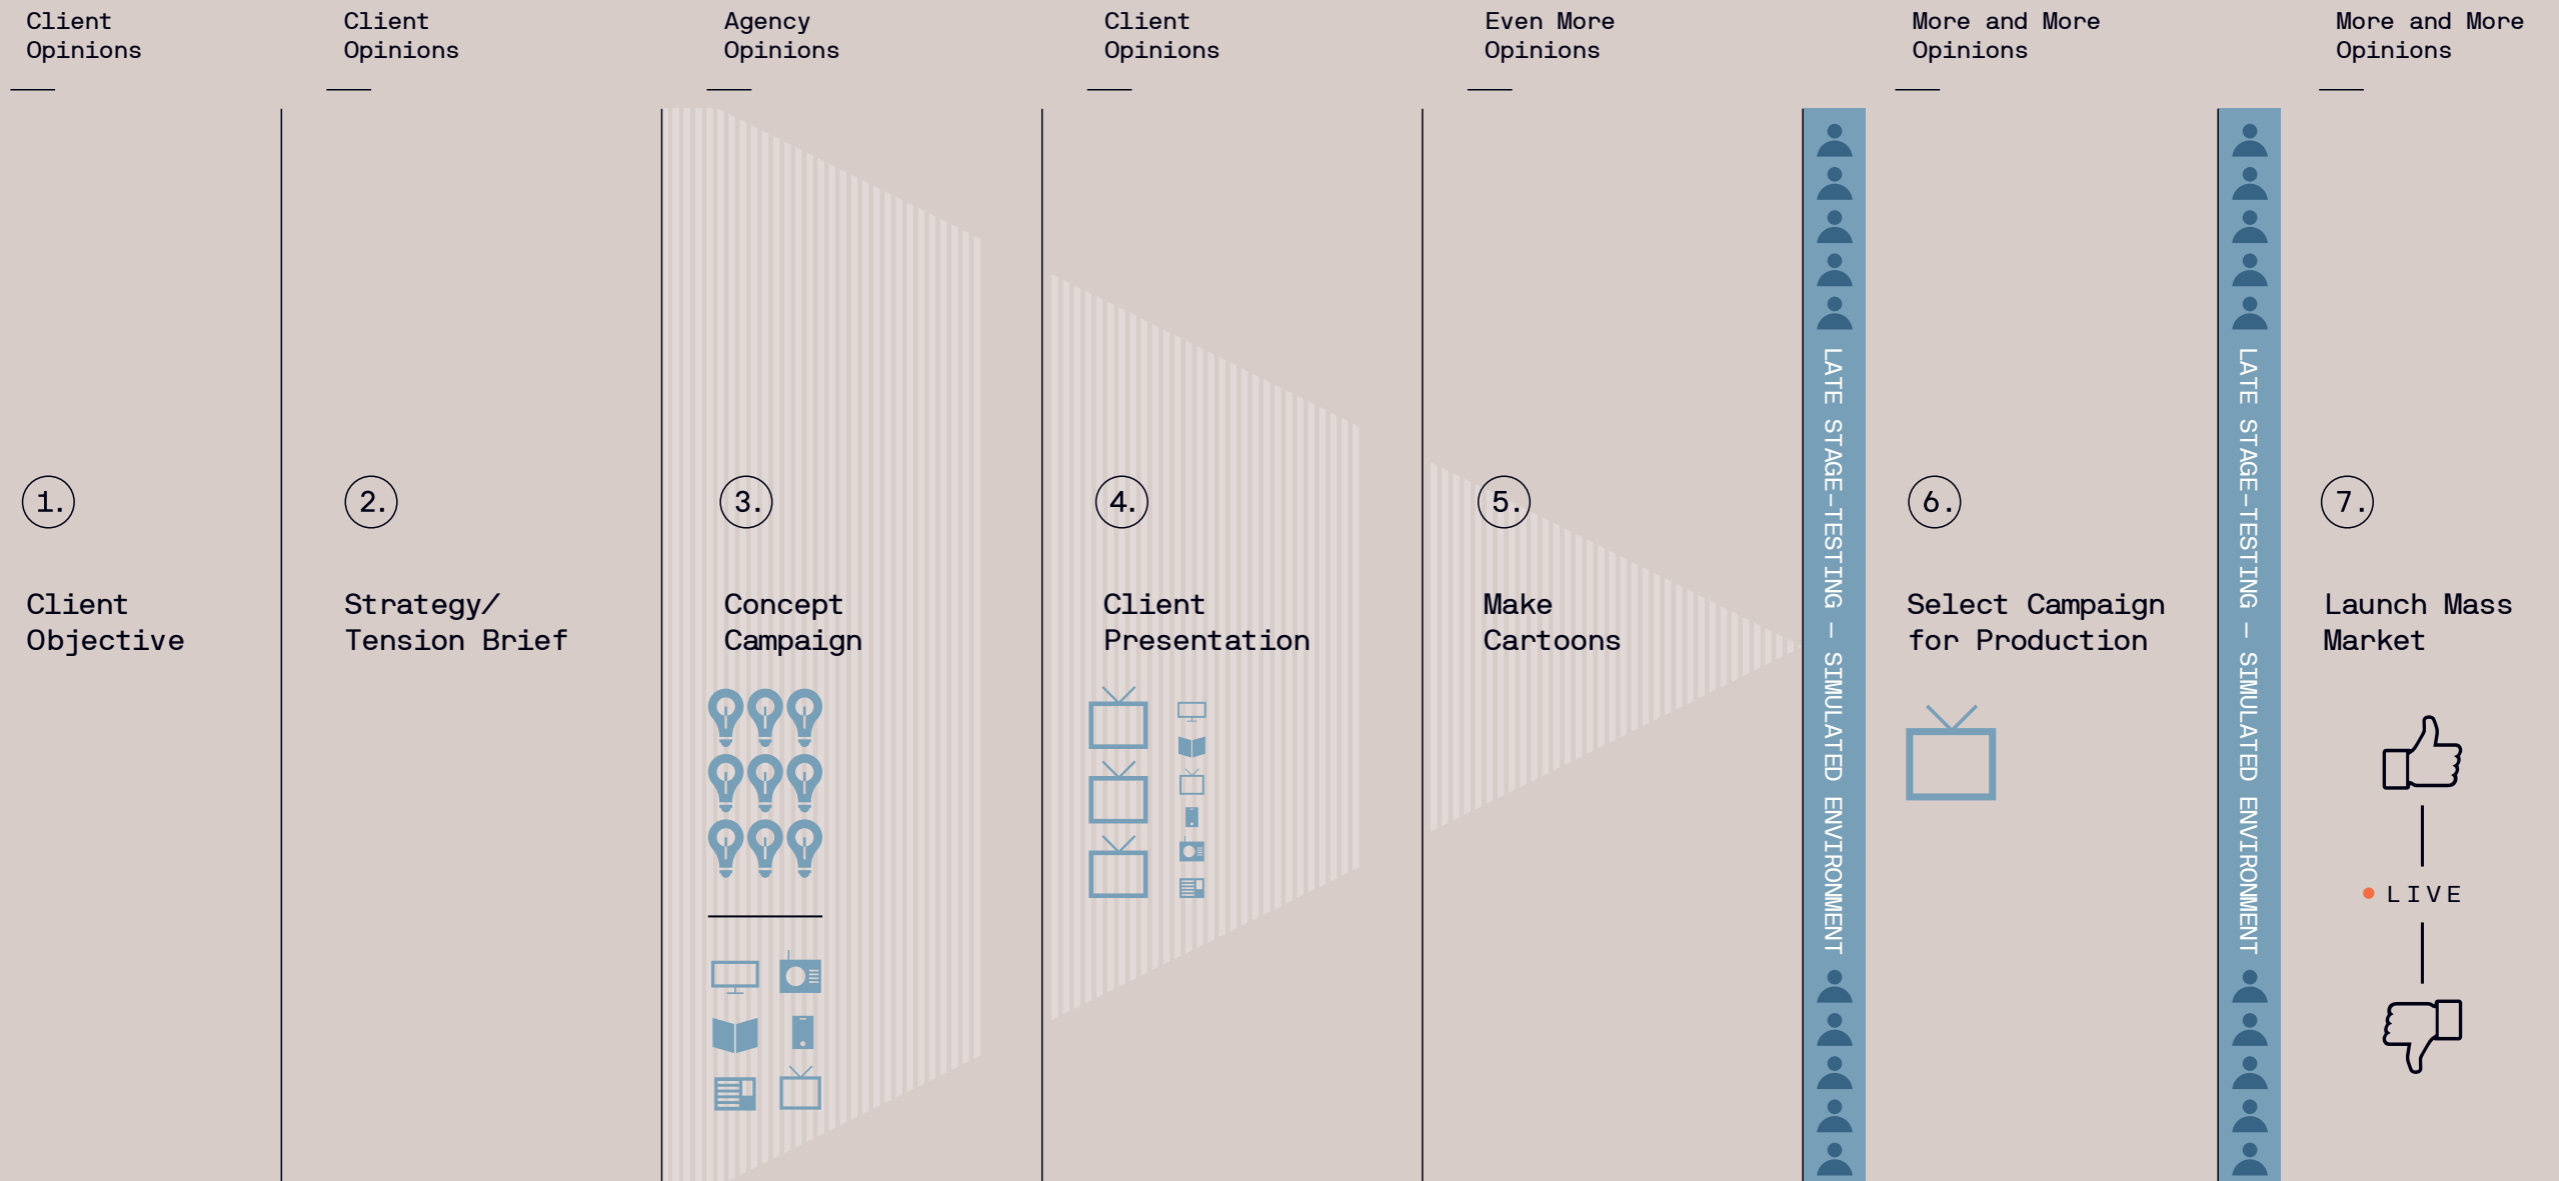 Client
Opinions
Client
Opinions
Agency
Opinions
Client
Opinions
Even More
Opinions
More and More
Opinions
More and More
Opinions
1.
Client
Objective
2.
Strategy/
Tension Brief
3.
Concept
Campaign
4.
Client
Presentation
5.
Make
Cartoons
LATE STAGE-TESTING — SIMULATED ENVIRONMENT
6.
Select Campaign
for Production
LATE STAGE-TESTING — SIMULATED ENVIRONMENT
7.
Launch Mass
Market
LIVE